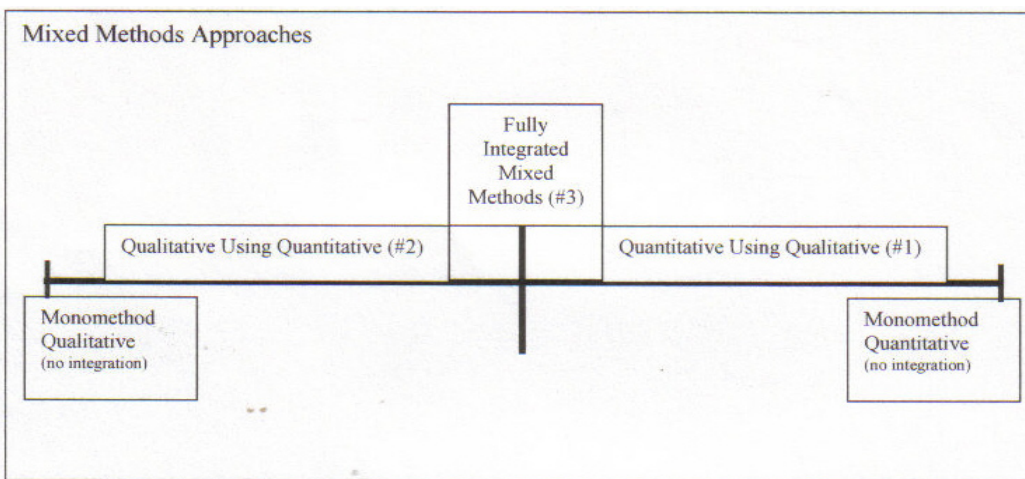 Mixed Methods Approaches
Fully
Integrated
Mixed
Methods (#3)
Qualitative Using Quantitative (#2)
Quantitative Using Qualitative (#1)
Monomethod
Qualitative
(no integration)
Monomethod
Quantitative
(no integration)